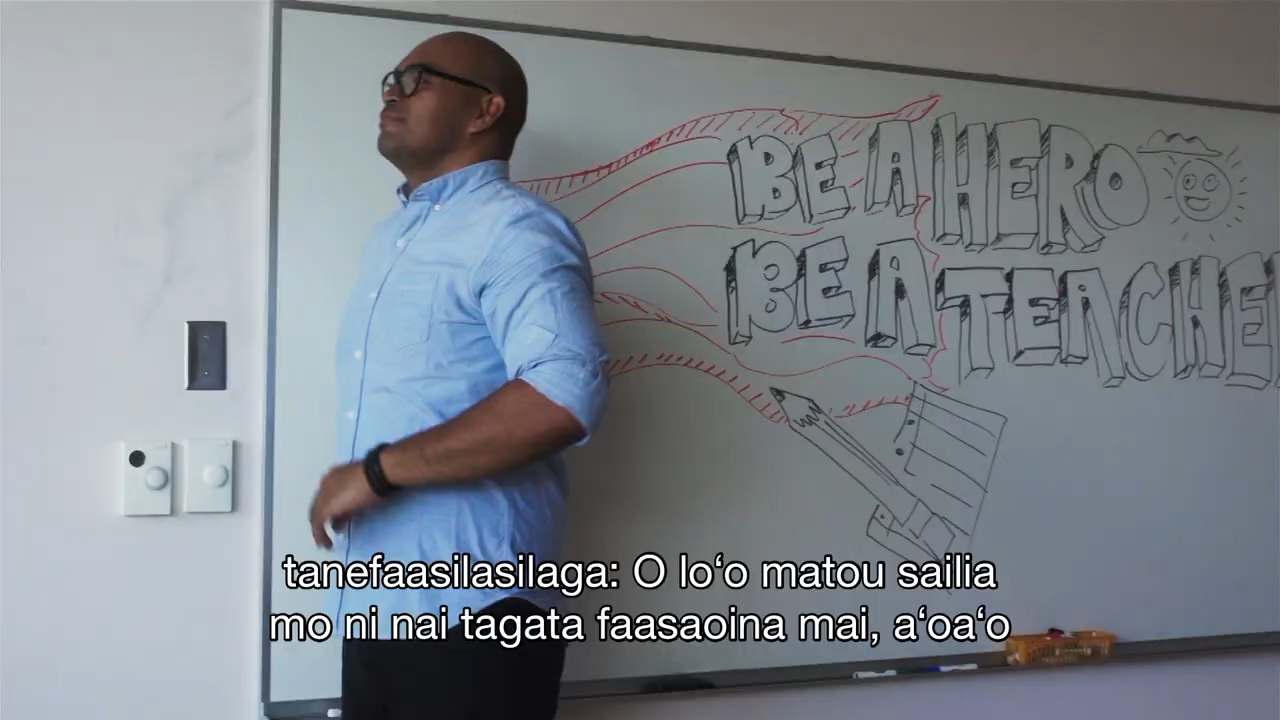 BE A HERO
BE A TEACHE
tanefaasilasilaga: O lo‘o matou sailia
mo ni nai tagata faasaoina mai, a‘oa‘o